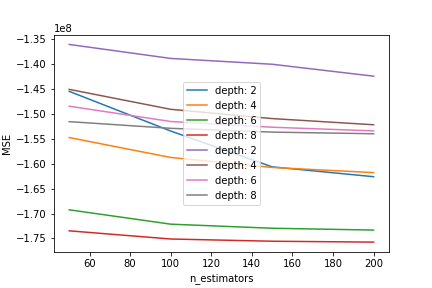 1e8
−1.35
−1.40
−1.45
−1.50
−1.55
−1.60
−1.65
−1.70
−1.75
MSE
depth: 2
depth: 4
depth: 6
depth: 8
depth: 2
depth: 4
depth: 6
depth: 8
60 80 100 120 140 160 180 200
n_estimators